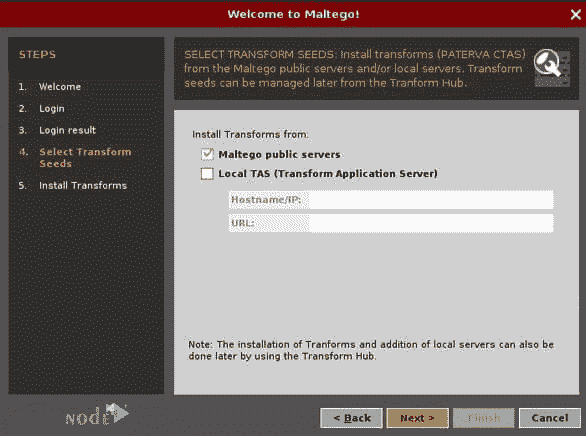 Welcome to Maltego!
STEPS
1. Welcome
2. Login
3. Login result
4. Select Transform
Seeds
5. Install Transforms
SELECT TRANSFORM SEEDS: Install transforms (PATERVA CTAS)
from the Maltego public servers and/or local servers. Transform
seeds can be managed later from the Tranform Hub.
Install Transforms from:
Maltego public servers
Local TAS (Transform Application Server)
Hostname/IP:
URL:
Note: The installation of Tranforms and addition of local servers can also be
done later by using the Transform Hub.
NODE
< Back
Next >
Finish
Cancel